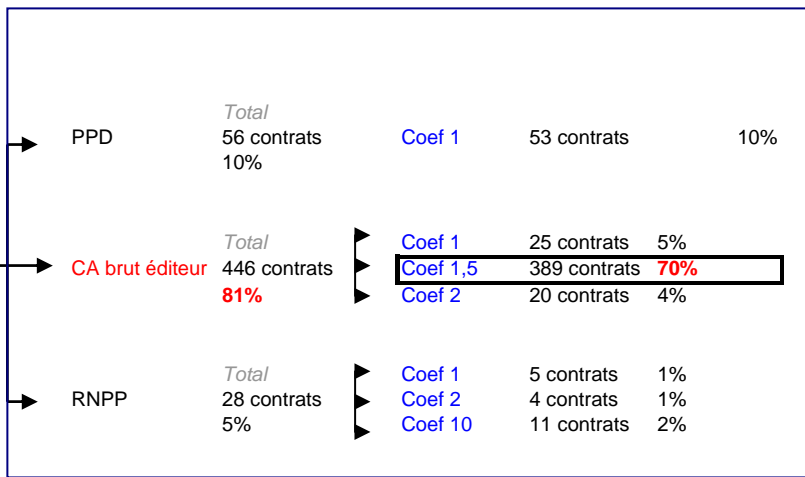 Total
PPD 56 contrats Coef 1 53 contrats 10%
10%
Total Coef 1 25 contrats 5%
CA brut éditeur 446 contrats Coef 1,5 389 contrats 70%
81% Coef 2 20 contrats 4%
Total Coef 1 5 contrats 1%
RNPP 28 contrats Coef 2 4 contrats 1%
5% Coef 10 11 contrats 2%